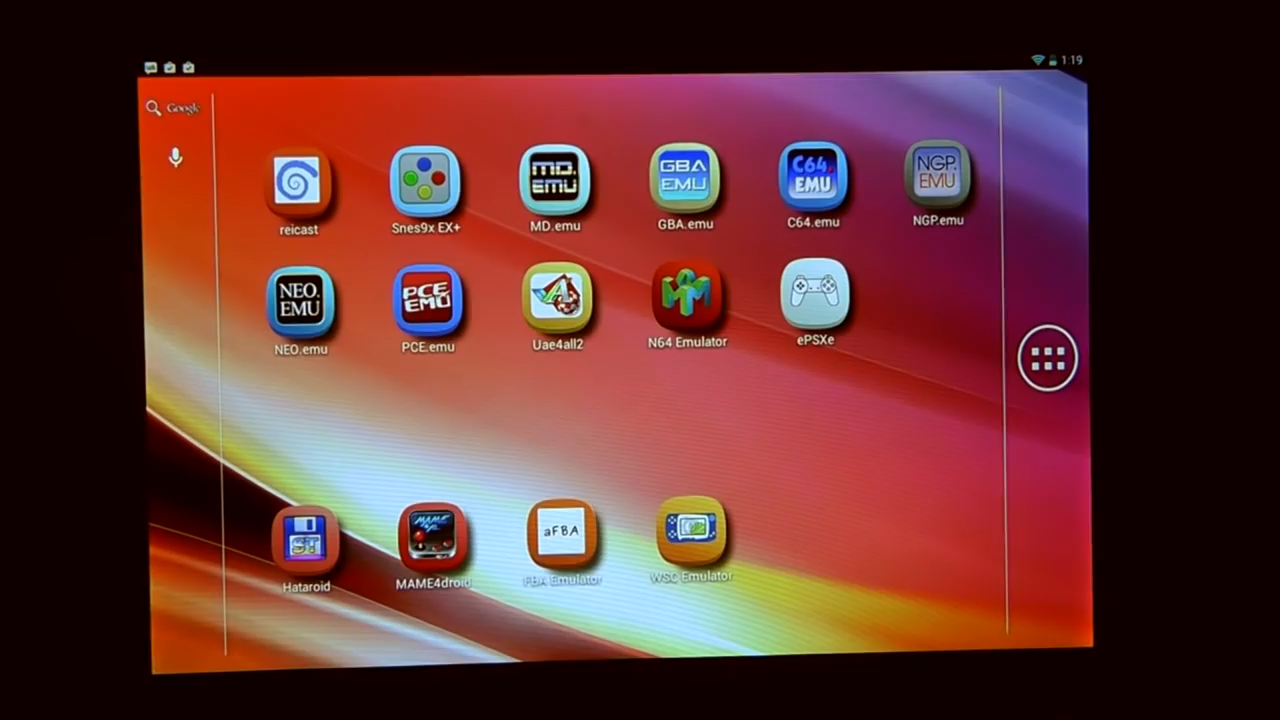 1:19
Google
MD.
EMU
GBA
EMU
C64.
EMU
NGP.
EMU
reicast
Snes9x EX+
MD.emu
GBA.emu
C64.emu
NGP.emu
NEO.
EMU
PCE
EMU
NEO.emu
PCE.emu
Uae4all2
N64 Emulator
ePSXe
ST
MAME
aFBA
Hataroid
MAME4droid
FBA Emulator
WSC Emulator